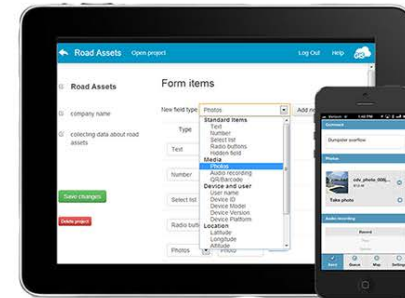 Road Assets
Open project
Log Out
Help
Road Assets
company name
collecting data about road
assets
Save changes
Delete project
Form items
New field type
Photos
Type
Text
Number
Select list
Radio butt
Photos
Standard Items
Text
Number
Select list
Radio buttons
Hidden field
Media
Photos
Audio recording
QR/Barcode
Device and user
User name
Device ID
Device Model
Device Version
Device Platform
Location
Latitude
Longitude
Altitude
Dumpster overflow
Photos
Take photo
Audio recording
Record
Queue
Map